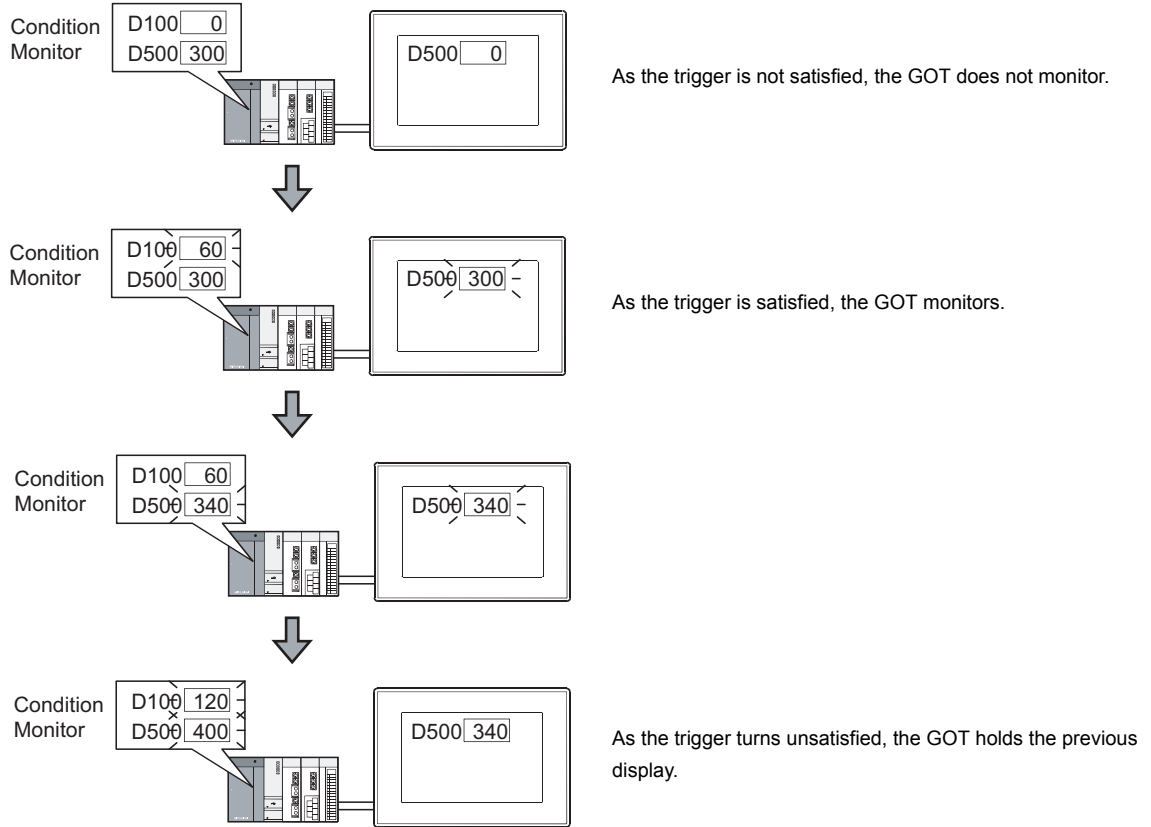 Condition
Monitor
D100 0
D500 300
D500 0
As the trigger is not satisfied, the GOT does not monitor.
Condition
Monitor
D100 60
D500 300
D500 300
As the trigger is satisfied, the GOT monitors.
Condition
Monitor
D100 60
D500 340
D500 340
Condition
Monitor
D100 120
D500 400
D500 340
As the trigger turns unsatisfied, the GOT holds the previous
display.